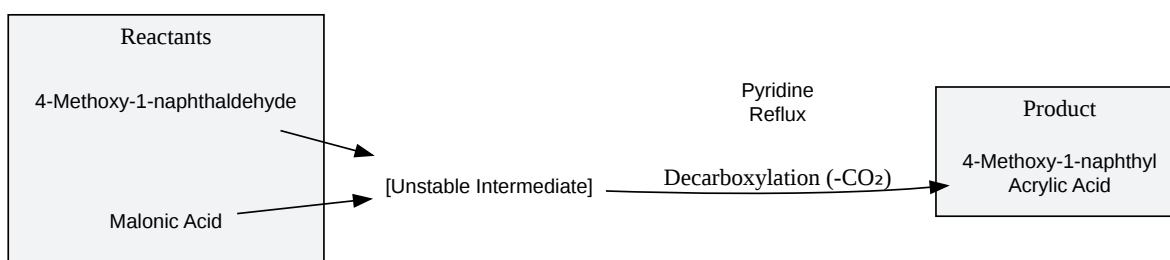 Reactants
4-Methoxy-1-naphthaldehyde
Malonic Acid
[Unstable Intermediate]
Pyridine
Reflux
Decarboxylation (-CO₂)
Product
4-Methoxy-1-naphthyl
Acrylic Acid